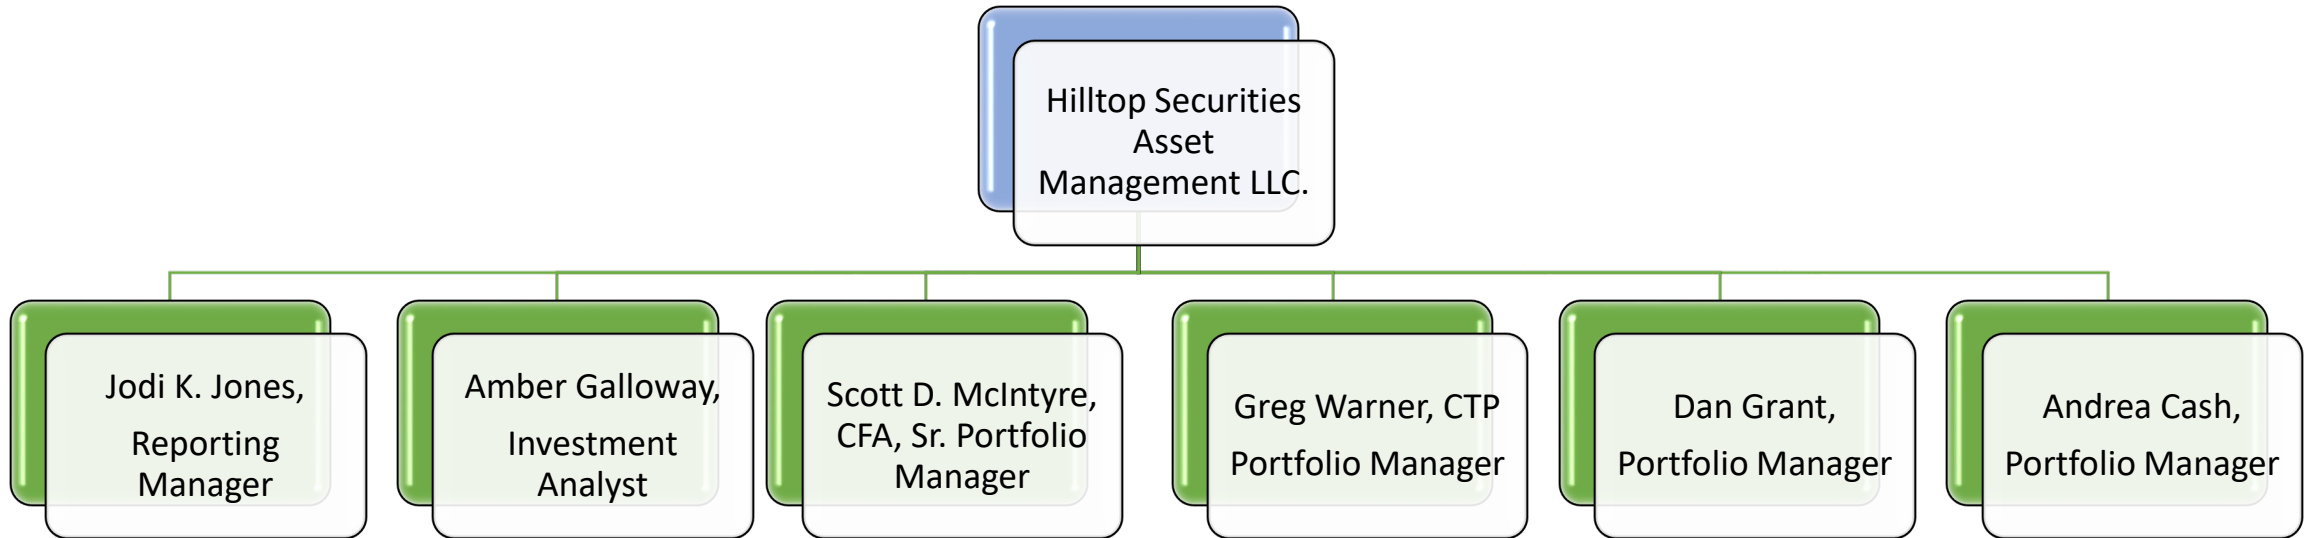 Hilltop Securities
Asset
Management LLC.
Jodi K. Jones,
Reporting
Manager
Amber Galloway,
Investment
Analyst
Scott D. McIntyre,
CFA, Sr. Portfolio
Manager
Greg Warner, CTP
Portfolio Manager
Dan Grant,
Portfolio Manager
Andrea Cash,
Portfolio Manager